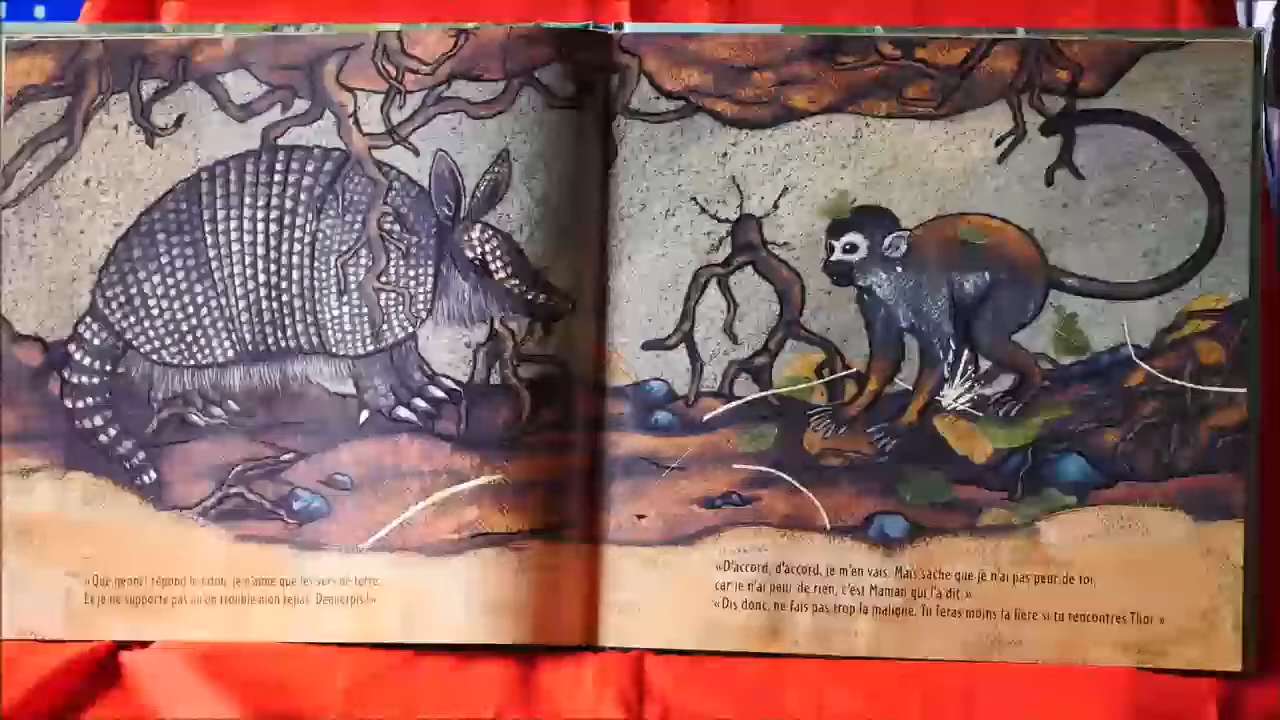 répond le tatou, je n'aime que les vers de terre.
Et je ne supporte pas qu'on trouble mon repas. Déguerpis!»
«D'accord, d'accord, je m'en vais. Mais sache que je n'ai pas peur de toi,
car je n'ai peur de rien, c'est Maman qui l'a dit.»
«Dis donc, ne fais pas trop la maligne. Tu feras moins la fière si tu rencontres Thor.»